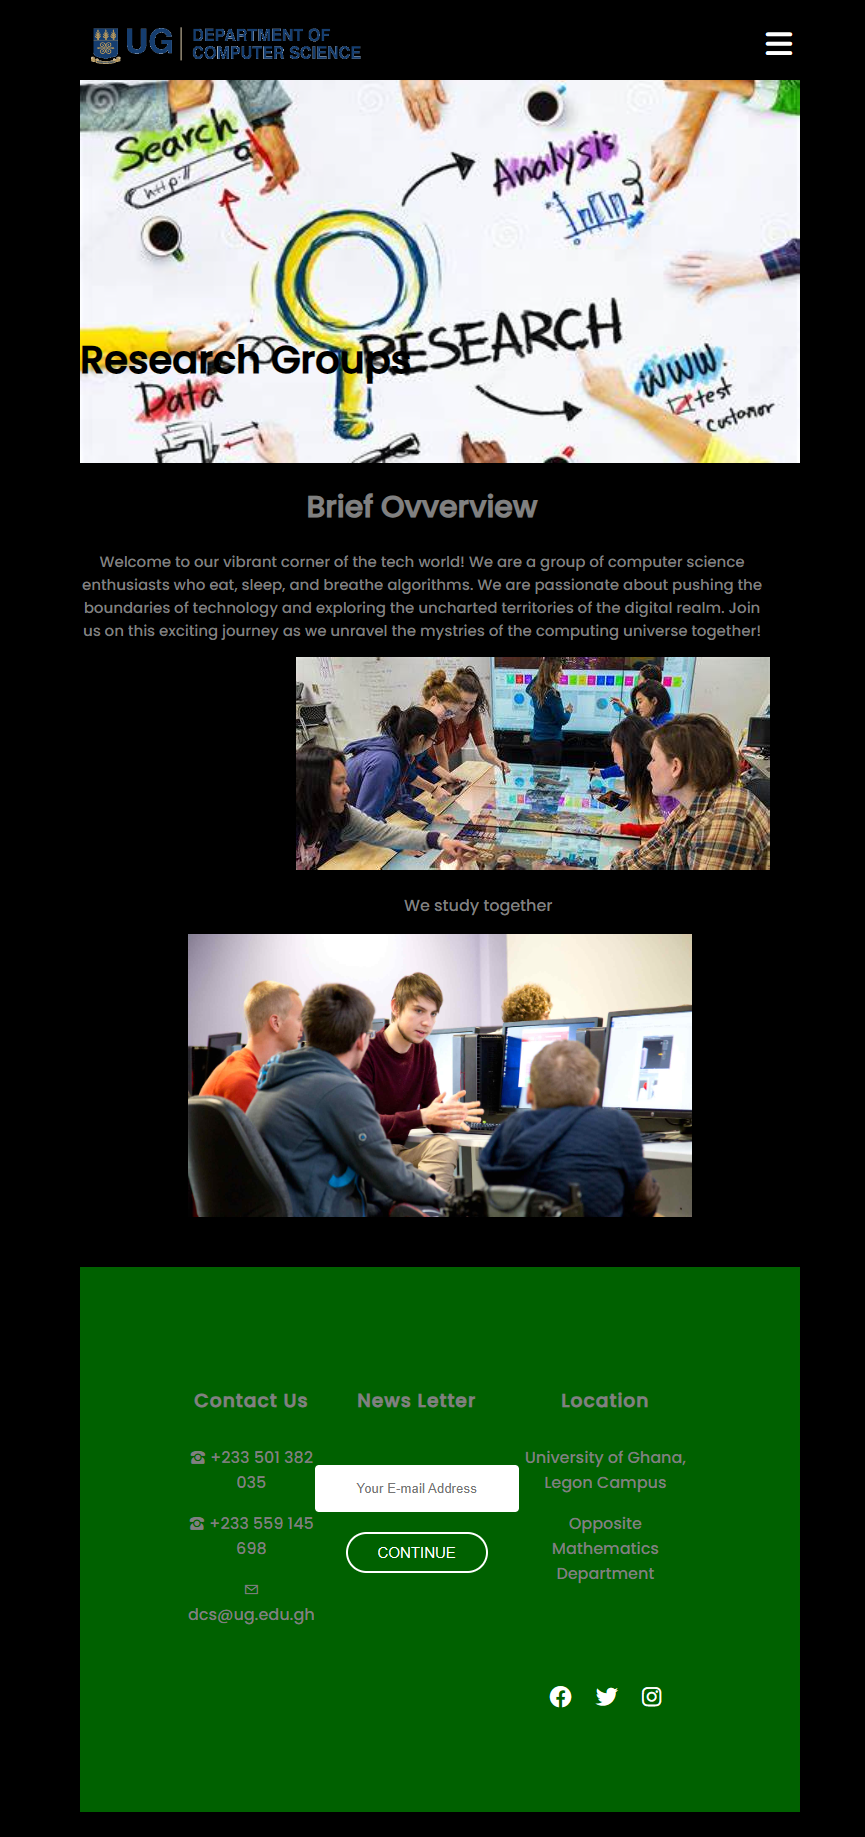 UG
DEPARTMENT OF
COMPUTER SCIENCE
Search
http://
Analysis
RESEARCH
Research Groups
Data
www.
test
customor
Brief Ovverview
Welcome to our vibrant corner of the tech world! We are a group of computer science
enthusiasts who eat, sleep, and breathe algorithms. We are passionate about pushing the
boundaries of technology and exploring the uncharted territories of the digital realm. Join
us on this exciting journey as we unravel the mystries of the computing universe together!
We study together
Contact Us
+233 501 382
035
+233 559 145
698
dcs@ug.edu.gh
News Letter
Your E-mail Address
CONTINUE
Location
University of Ghana,
Legon Campus
Opposite
Mathematics
Department